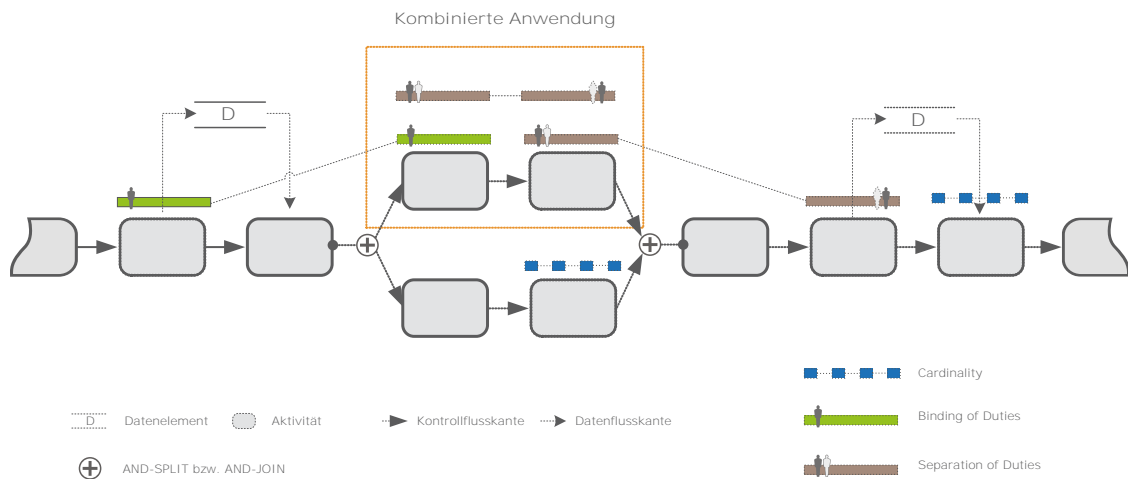 Kombinierte Anwendung
D
D
Cardinality
D
Datenelement
Aktivität
Kontrollflusskante
Datenflusskante
Binding of Duties
AND-SPLIT bzw. AND-JOIN
Separation of Duties